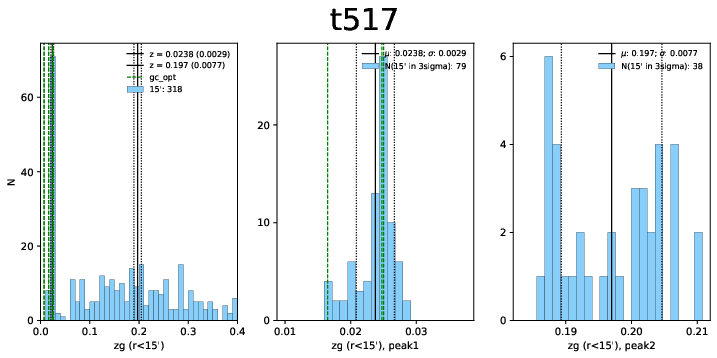 t517
z = 0.0238 (0.0029)
z = 0.197 (0.0077)
gc_opt
15': 318
N
60
40
20
0
0.0 0.1 0.2 0.3 0.4
zg (r<15')
μ: 0.0238; σ: 0.0029
N(15' in 3sigma): 79
20
10
0
0.01 0.02 0.03
zg (r<15'), peak1
μ: 0.197; σ: 0.0077
N(15' in 3sigma): 38
6
4
2
0
0.19 0.20 0.21
zg (r<15'), peak2